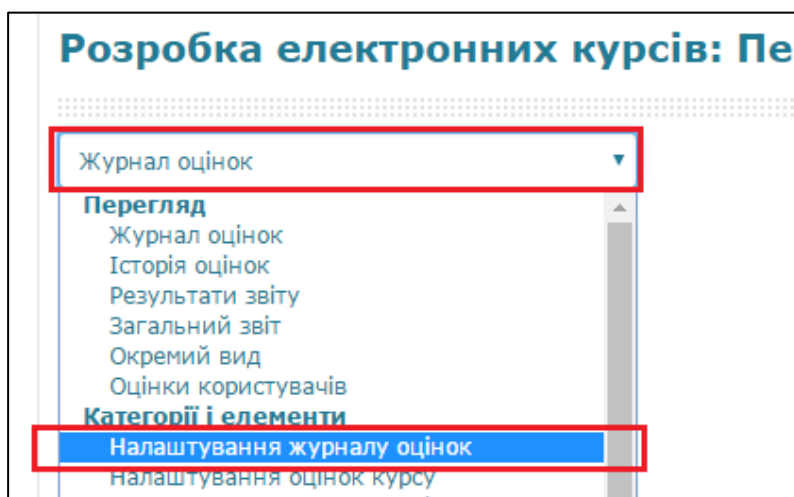 Розробка електронних курсів: Пе
Журнал оцінок
Перегляд
Журнал оцінок
Історія оцінок
Результати звіту
Загальний звіт
Окремий вид
Оцінки користувачів
Категорії і елементи
Налаштування журналу оцінок
Налаштування оцінок курсу